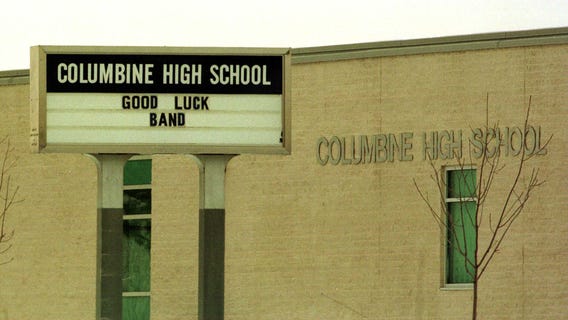 COLUMBINE HIGH SCHOOL
GOOD LUCK
BAND
COLUMBINE HIGH SCHOOL